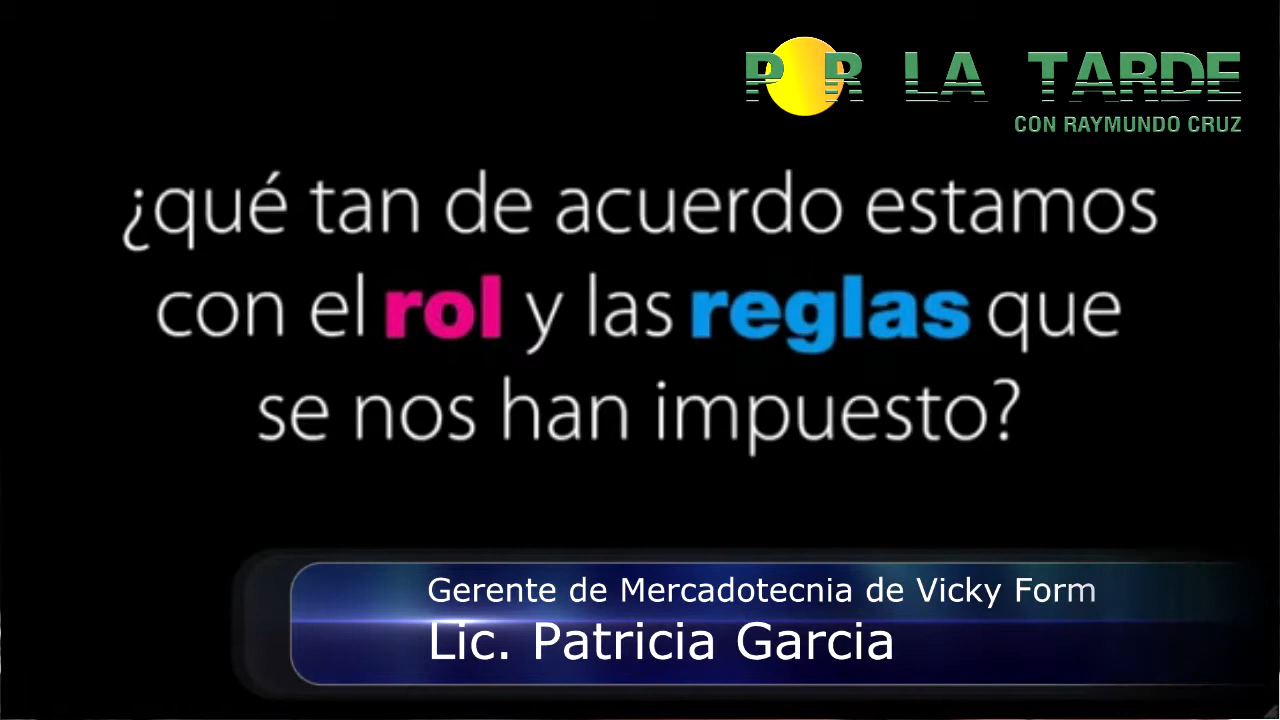 POR LA TARDE
CON RAYMUNDO CRUZ
¿qué tan de acuerdo estamos
con el rol y las reglas que
se nos han impuesto?
Gerente de Mercadotecnia de Vicky Form
Lic. Patricia Garcia